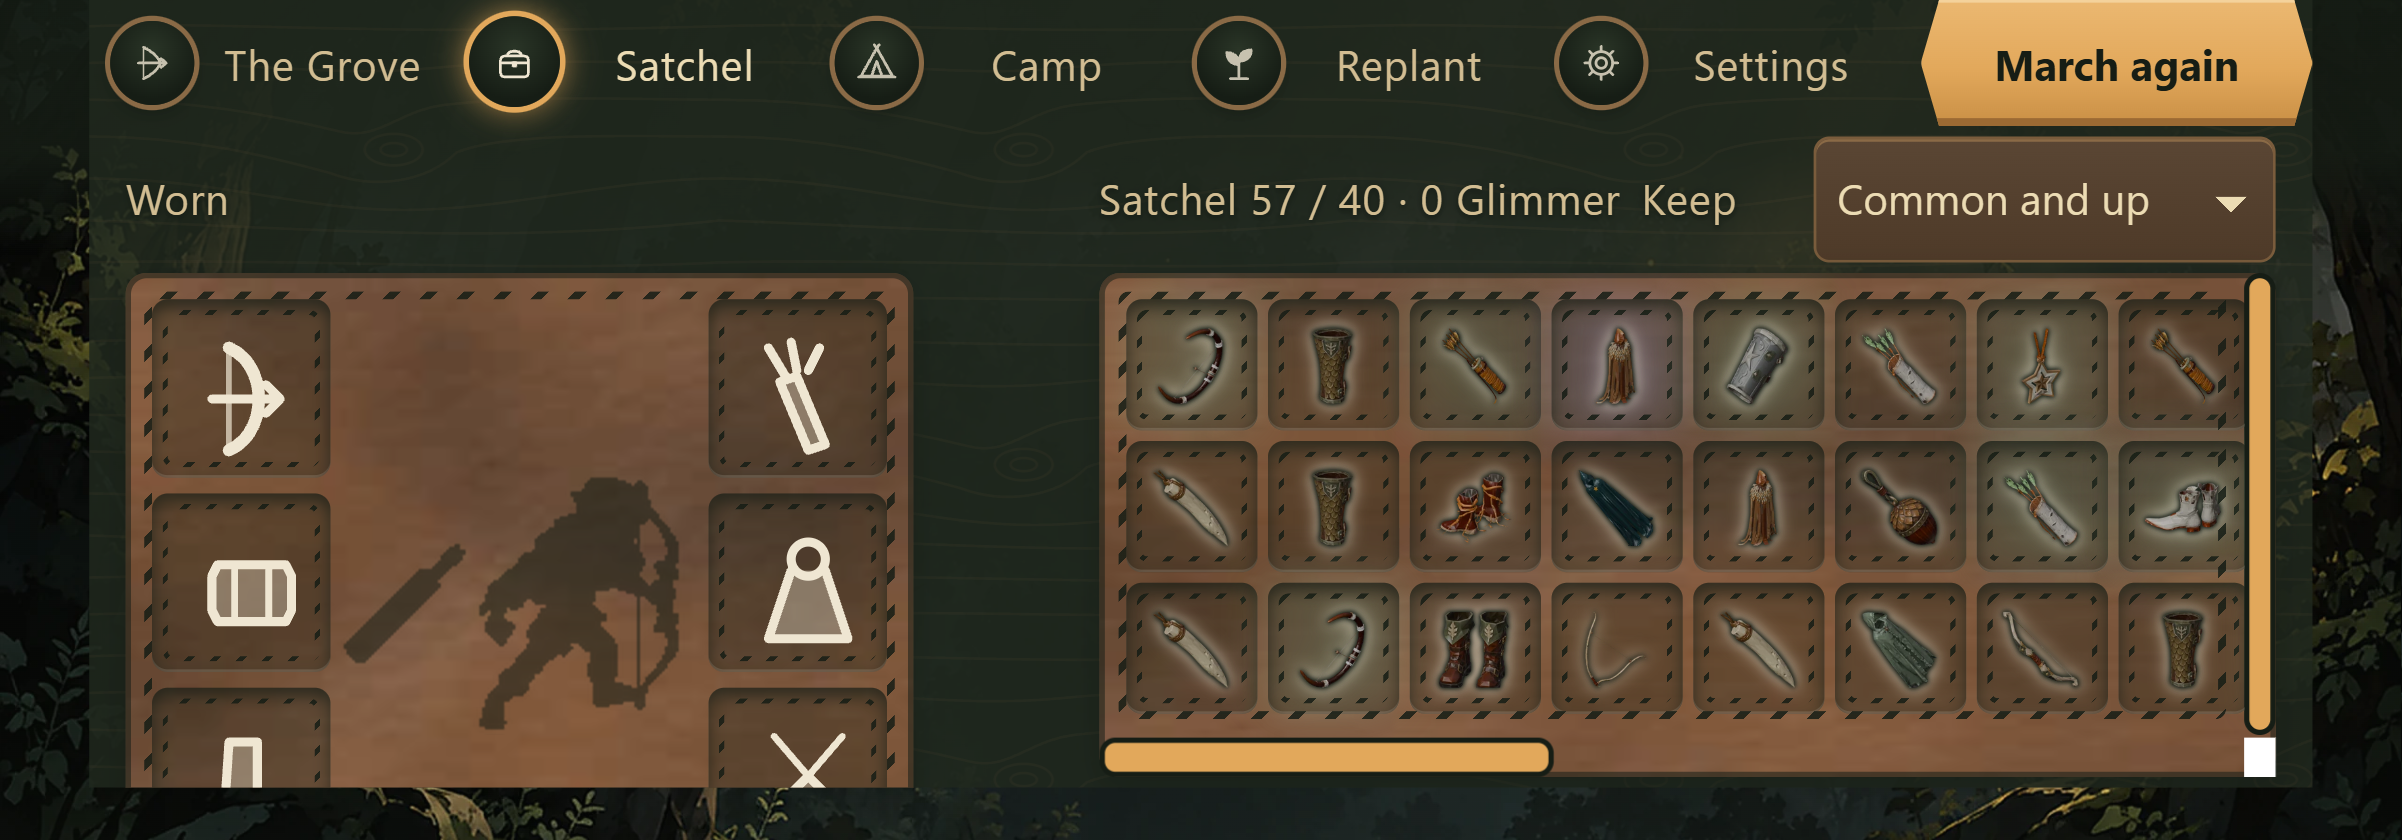 The Grove
Satchel
Camp
Replant
Settings
March again
Worn
Satchel 57 / 40 · 0 Glimmer Keep
Common and up